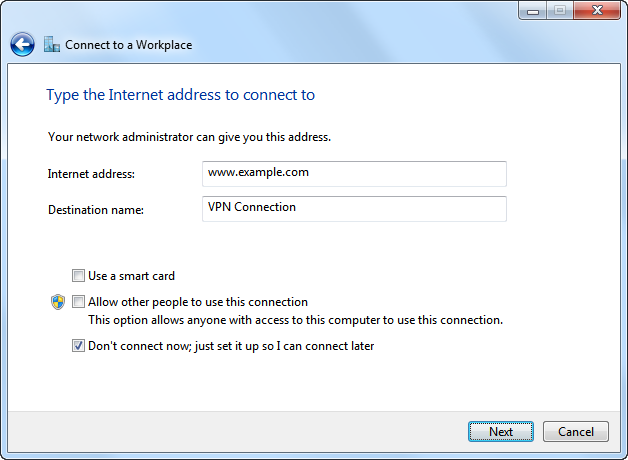 Connect to a Workplace
Type the Internet address to connect to
Your network administrator can give you this address.
Internet address: www.example.com
Destination name: VPN Connection
Use a smart card
Allow other people to use this connection
This option allows anyone with access to this computer to use this connection.
Don't connect now; just set it up so I can connect later
Next Cancel